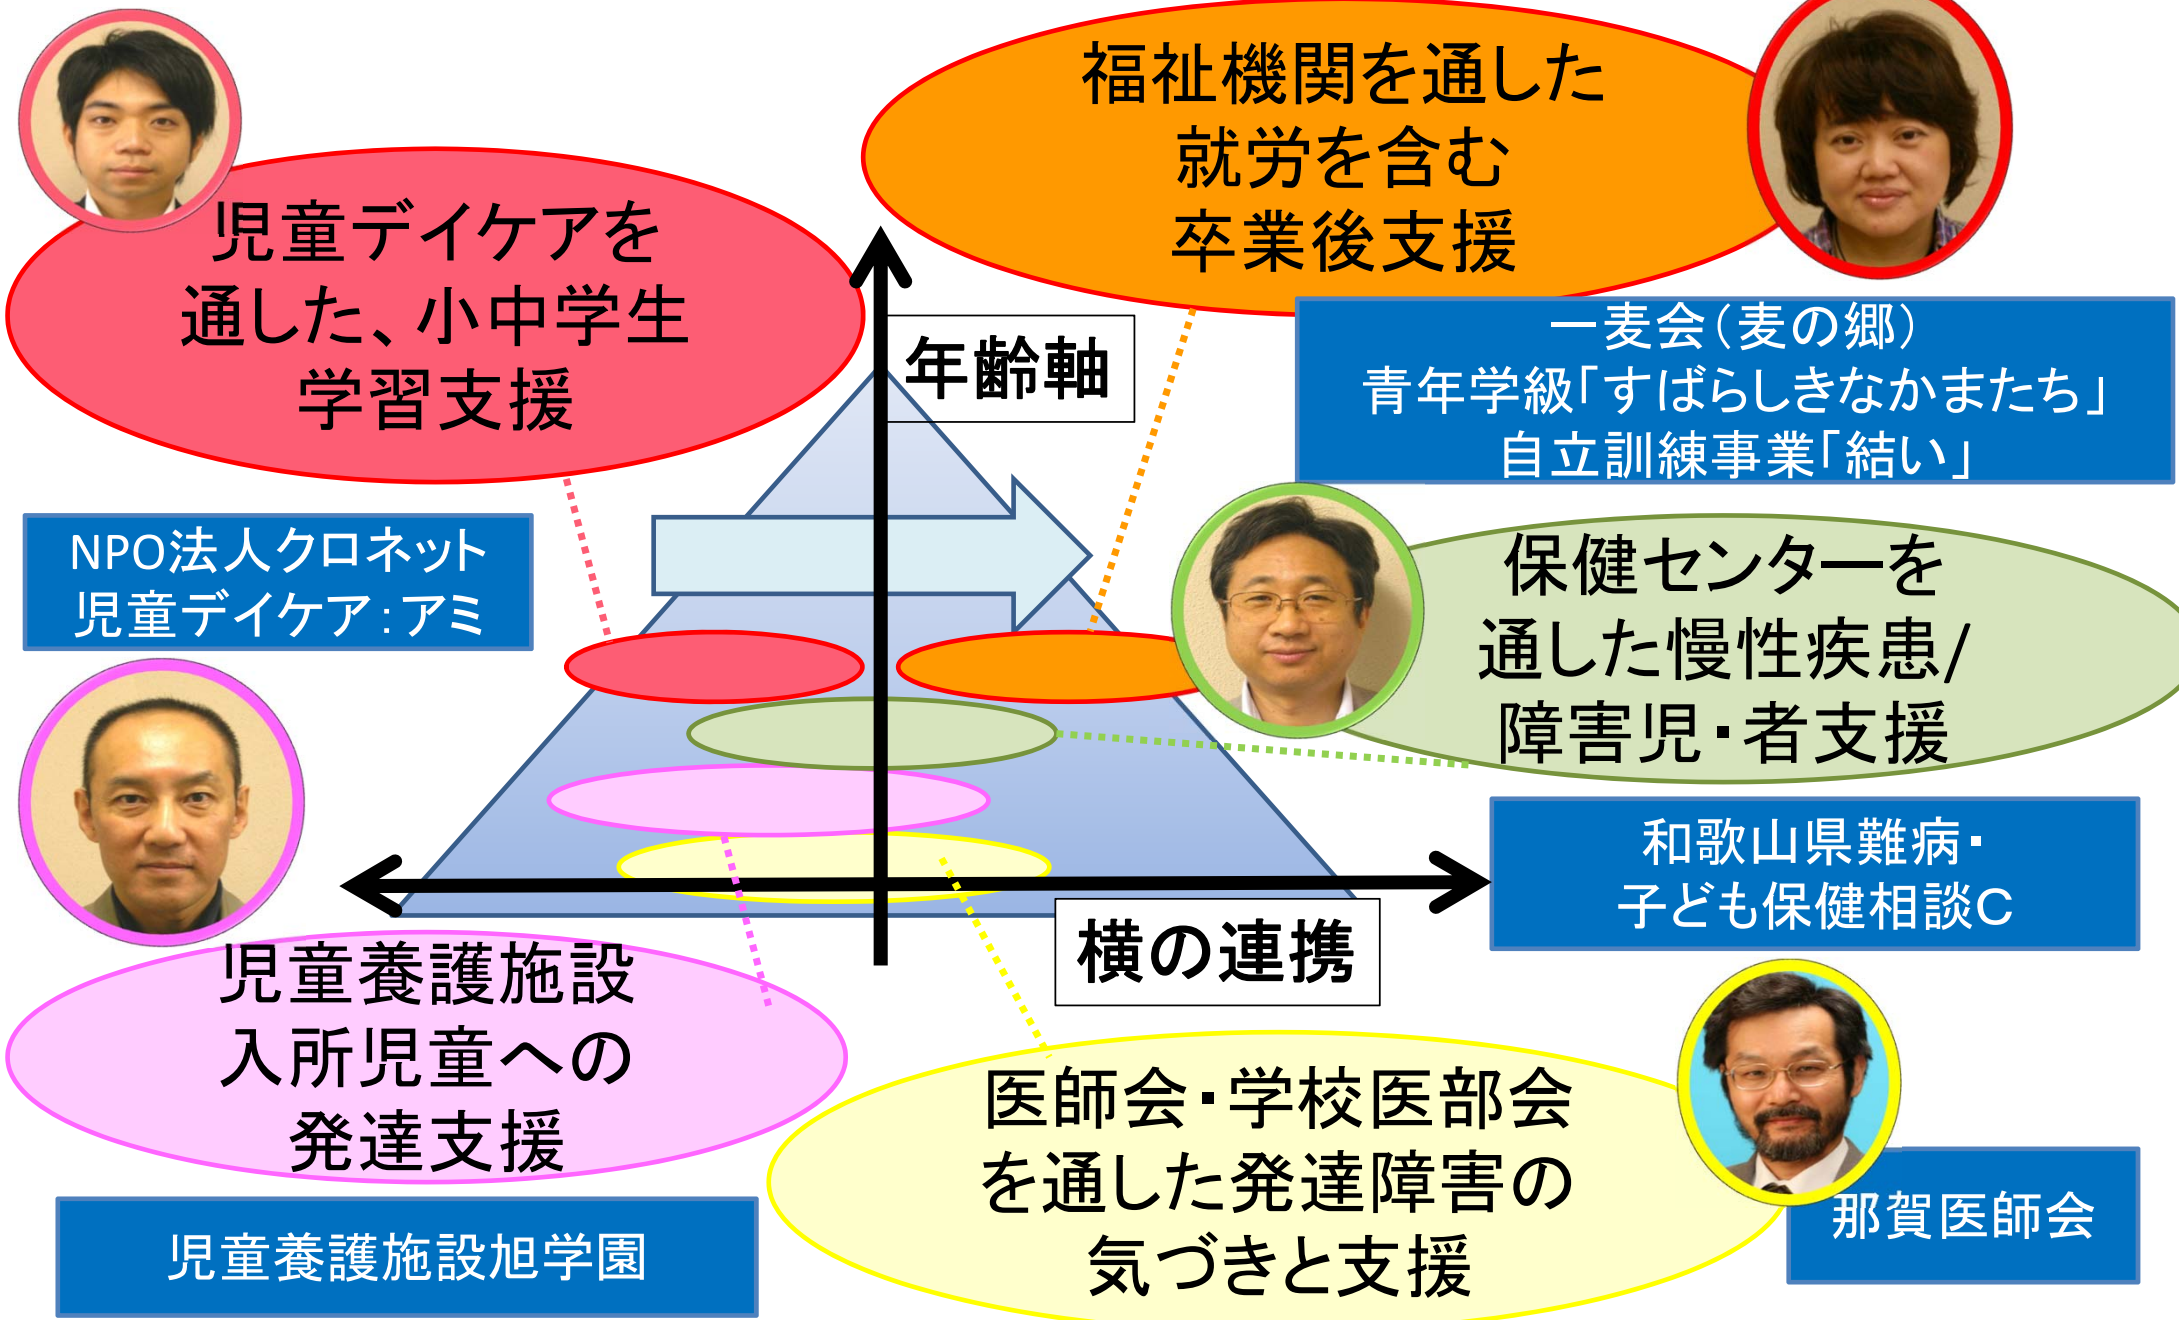 福祉機関を通した
就労を含む
卒業後支援
児童デイケアを
通した、小中学生
学習支援
年齢軸
一麦会(麦の郷)
青年学級「すばらしきなかまたち」
自立訓練事業「結い」
NPO法人クロネット
児童デイケア:アミ
保健センターを
通した慢性疾患/
障害児・者支援
和歌山県難病・
子ども保健相談C
横の連携
児童養護施設
入所児童への
発達支援
医師会・学校医部会
を通した発達障害の
気づきと支援
那賀医師会
児童養護施設旭学園